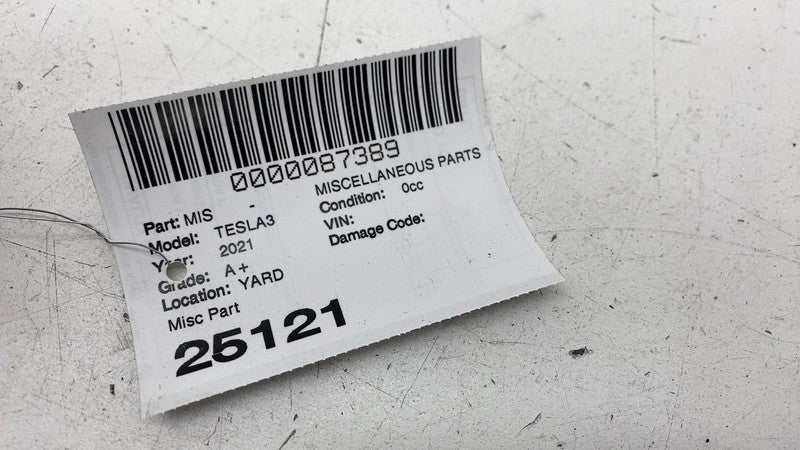 0000087389
Part: MIS - MISCELLANEOUS PARTS
Model: TESLA3 Condition: 0cc
Year: 2021 VIN:
Grade: A+ Damage Code:
Location: YARD
Misc Part
25121